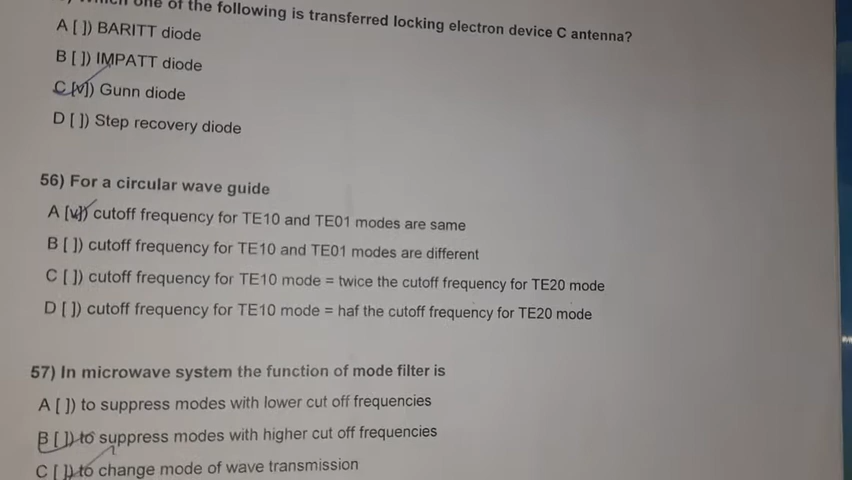 one of the following is transferred locking electron device C antenna?
A [ ]) BARITT diode
B [ ]) IMPATT diode
C [v]) Gunn diode
D [ ]) Step recovery diode
56) For a circular wave guide
A [v]) cutoff frequency for TE10 and TE01 modes are same
B [ ]) cutoff frequency for TE10 and TE01 modes are different
C [ ]) cutoff frequency for TE10 mode = twice the cutoff frequency for TE20 mode
D [ ]) cutoff frequency for TE10 mode = haf the cutoff frequency for TE20 mode
57) In microwave system the function of mode filter is
A [ ]) to suppress modes with lower cut off frequencies
B [ ]) to suppress modes with higher cut off frequencies
C [ ]) to change mode of wave transmission